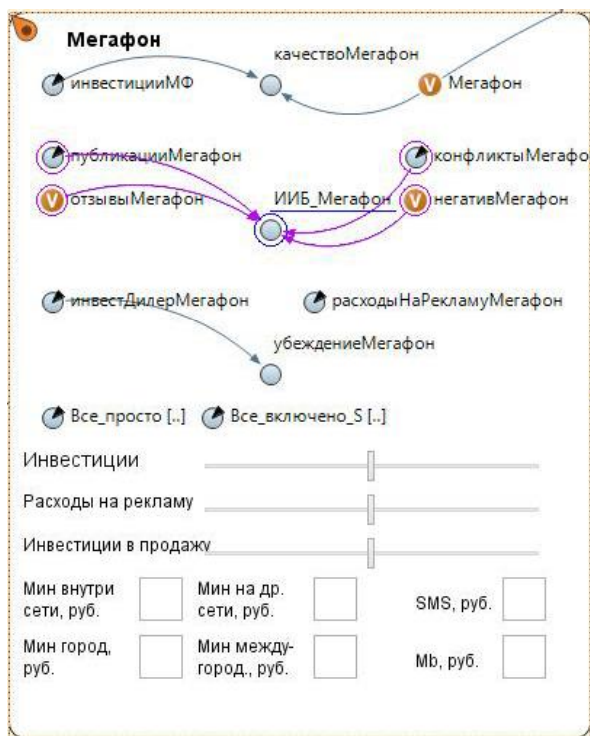 Мегафон
качествоМегафон
инвестицииМФ
V Мегафон
публикацииМегафон
конфликтыМегафо
V отзывыМегафон
ИИБ_Мегафон
V негативМегафон
инвестДилерМегафон
расходыНаРекламуМегафон
убеждениеМегафон
Все_просто [..]
Все_включено_S [..]
Инвестиции
Расходы на рекламу
Инвестиции в продажу
Мин внутри
сети, руб.
Мин на др.
сети, руб.
SMS, руб.
Мин город,
руб.
Мин между-
город., руб.
Mb, руб.